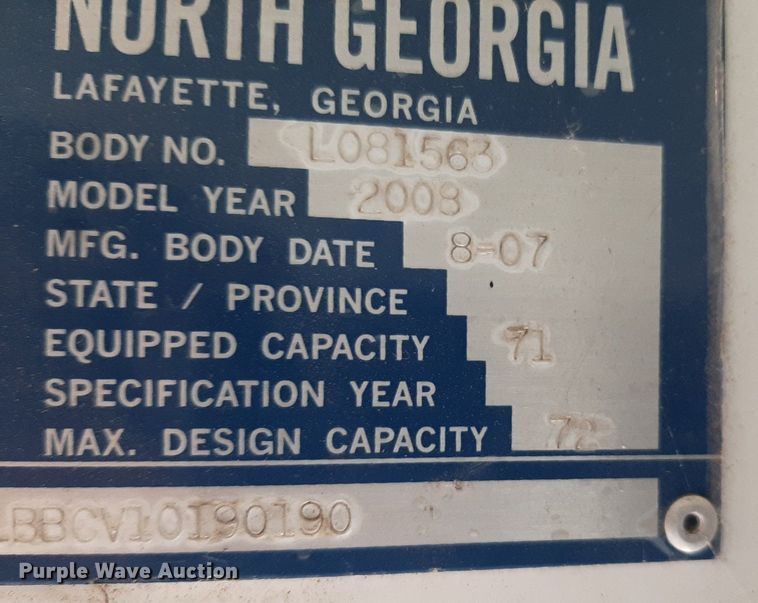 NORTH GEORGIA
LAFAYETTE, GEORGIA
BODY NO. L081563
MODEL YEAR 2008
MFG. BODY DATE 8-07
STATE / PROVINCE
EQUIPPED CAPACITY 71
SPECIFICATION YEAR
MAX. DESIGN CAPACITY 72
Purple Wave Auction